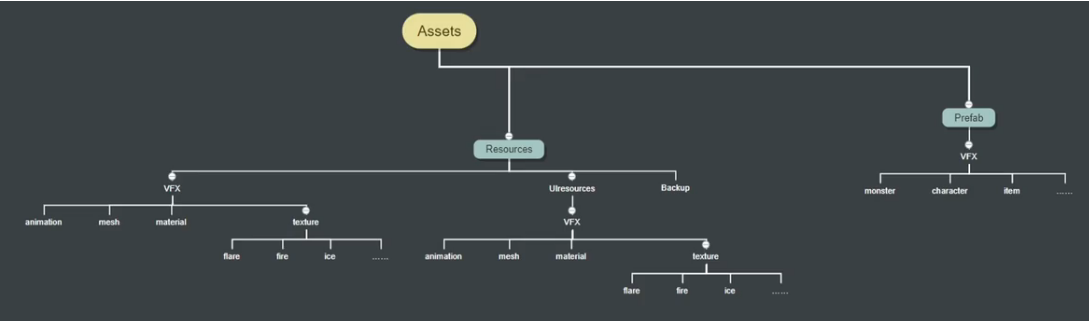 Assets
Prefab
Resources
VFX
VFX
UIresources
Backup
monster
character
item
......
animation
mesh
material
texture
VFX
flare
fire
ice
......
animation
mesh
material
texture
flare
fire
ice
......